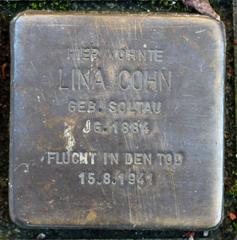 HIER WOHNTE
LINA COHN
GEB. SOLTAU
JG. 1884
FLUCHT IN DEN TOD
15.8.1941